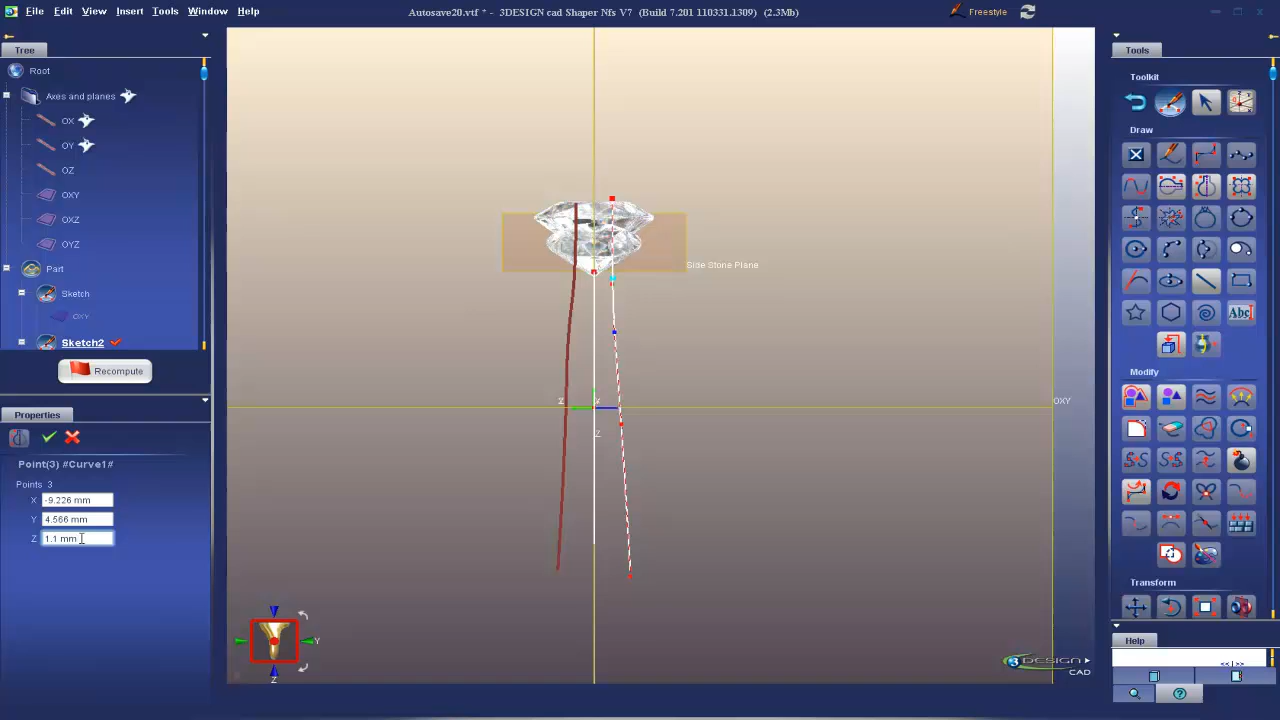 File Edit View Insert Tools Window Help
Autosave20.vtf * - 3DESIGN cad Shaper Nfs V7 (Build 7.201 110331.1309) (2.3Mb)
Freestyle
Tree
Root
Axes and planes
OX
OY
OZ
OXY
OXZ
OYZ
Part
Sketch
OXY
Sketch2
Recompute
Properties
Point(3) #Curve1#
Points 3
X -9.226 mm
Y 4.566 mm
Z 1.1 mm
Side Stone Plane
OXY
Z
Y
Z
Y
Z
3DESIGN
CAD
Tools
Toolkit
Draw
Abc
Modify
Transform
Help
<<|>>